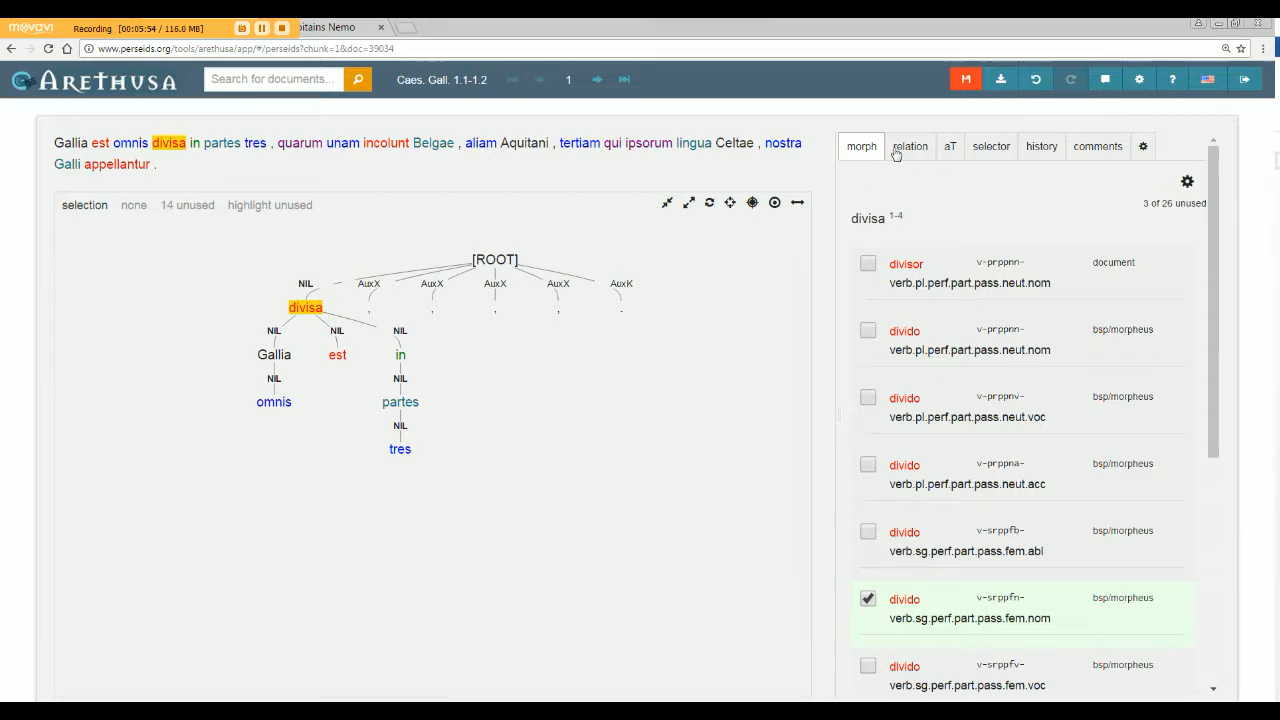 movavi Recording [00:05:54 / 116.0 MB] pitains Nemo
www.perseids.org/tools/arethusa/app/#/perseids?chunk=1&doc=39034
Arethusa Search for documents... Caes. Gall. 1.1-1.2 1
Gallia est omnis divisa in partes tres , quarum unam incolunt Belgae , aliam Aquitani , tertiam qui ipsorum lingua Celtae , nostra
Galli appellantur .
selection none 14 unused highlight unused
[ROOT]
NIL AuxX AuxX AuxX AuxX AuxK
divisa , , , , .
NIL NIL NIL
Gallia est in
NIL NIL
omnis partes
NIL
tres
morph relation aT selector history comments
3 of 26 unused
divisa 1-4
divisor v-prppnn- document
verb.pl.perf.part.pass.neut.nom
divido v-prppnn- bsp/morpheus
verb.pl.perf.part.pass.neut.nom
divido v-prppnv- bsp/morpheus
verb.pl.perf.part.pass.neut.voc
divido v-prppna- bsp/morpheus
verb.pl.perf.part.pass.neut.acc
divido v-srppfb- bsp/morpheus
verb.sg.perf.part.pass.fem.abl
divido v-srppfn- bsp/morpheus
verb.sg.perf.part.pass.fem.nom
divido v-srppfv- bsp/morpheus
verb.sg.perf.part.pass.fem.voc